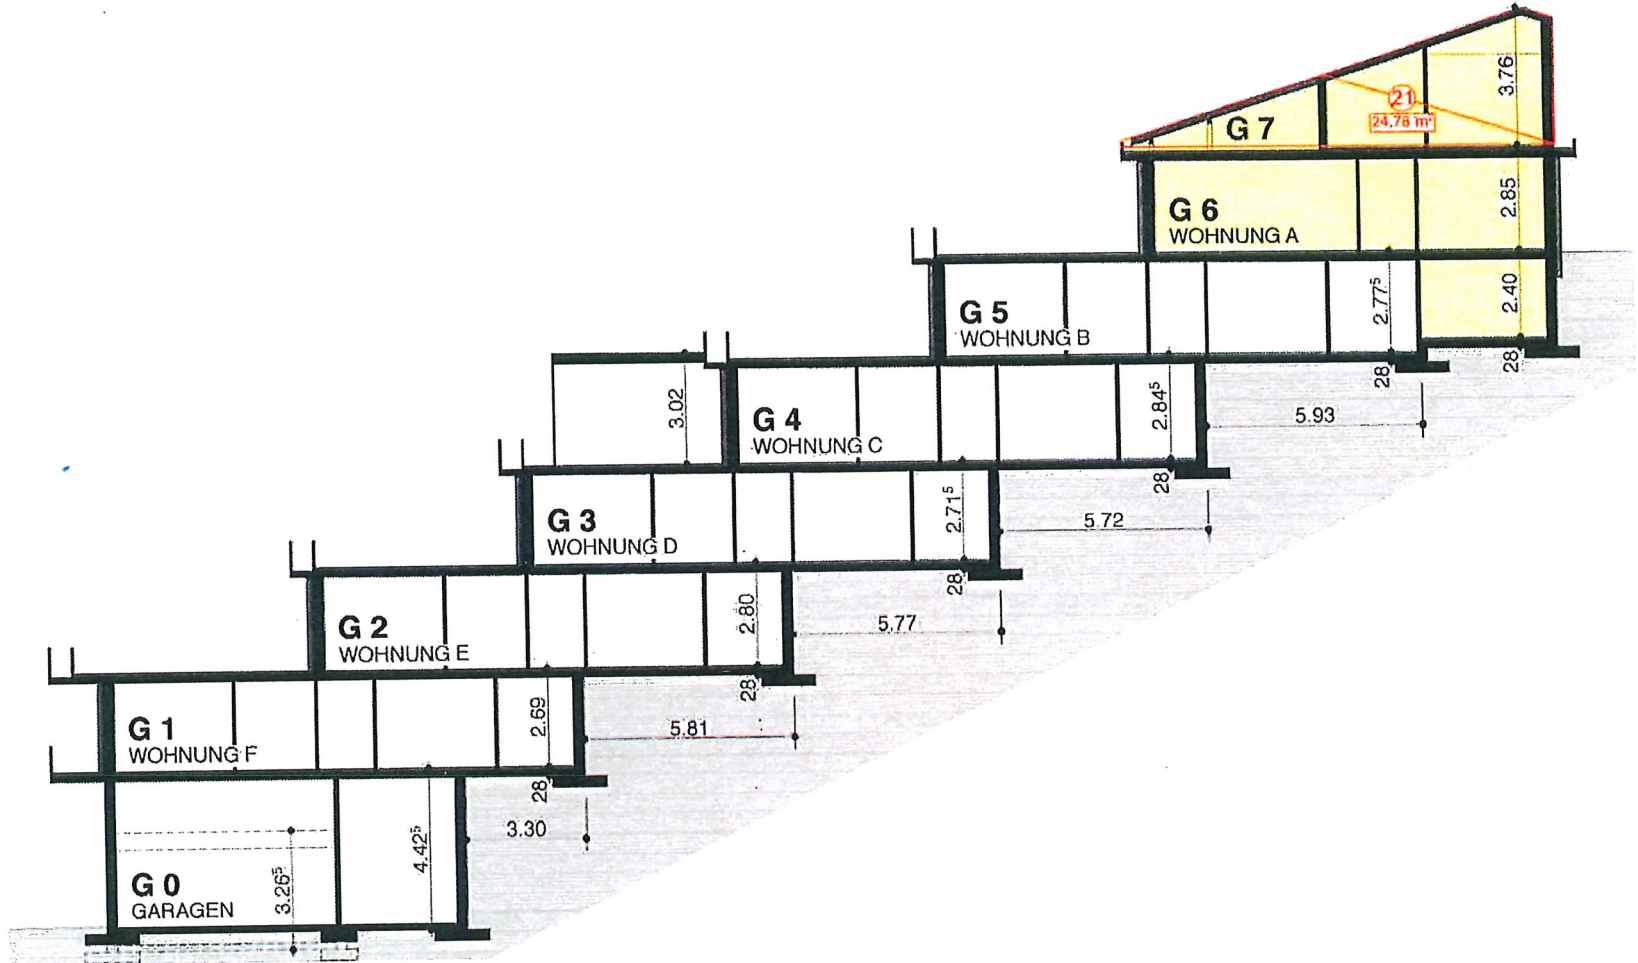 3.76
21
24,78 m²
G 7
2.85
G 6
WOHNUNG A
2.40
2.77⁵
G 5
WOHNUNG B
28
28
3.02
2.84⁵
5.93
G 4
WOHNUNG C
28
2.71⁵
5.72
G 3
WOHNUNG D
28
2.80
5.77
G 2
WOHNUNG E
28
2.69
5.81
G 1
WOHNUNG F
28
3.30
4.42⁵
3.26⁵
G 0
GARAGEN